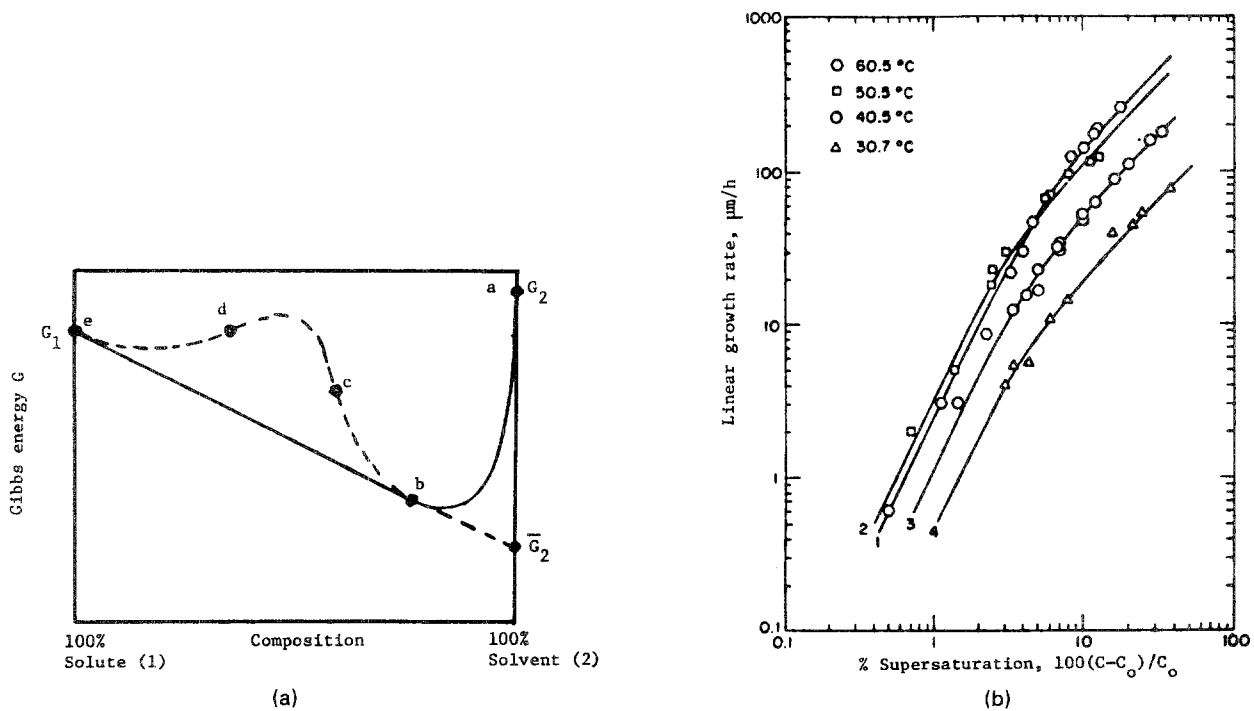 a
G2
e
G1
d
c
b
G̅2
Gibbs energy G
100%
Composition
100%
Solute (1)
Solvent (2)
(a)
1000
100
10
1
0.1
Linear growth rate, μm/h
60.5 °C
50.5 °C
40.5 °C
30.7 °C
2
1
3
4
0.1
1
10
100
% Supersaturation, 100(C-Co)/Co
(b)